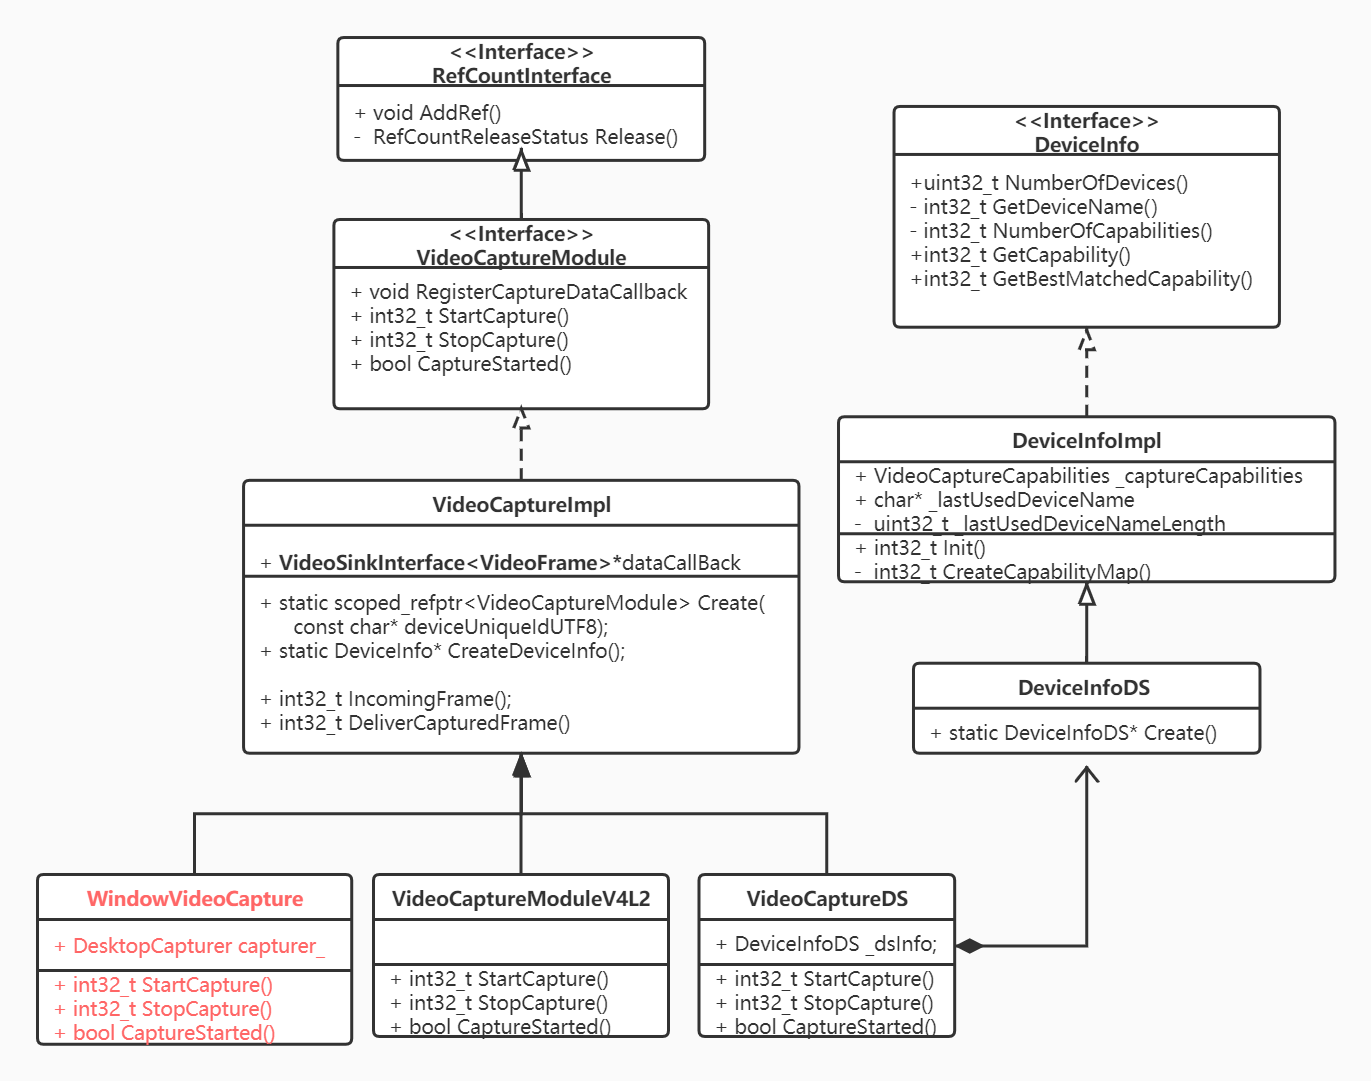 <<Interface>>
RefCountInterface
+ void AddRef()
- RefCountReleaseStatus Release()
<<Interface>>
DeviceInfo
+uint32_t NumberOfDevices()
- int32_t GetDeviceName()
- int32_t NumberOfCapabilities()
+int32_t GetCapability()
+int32_t GetBestMatchedCapability()
<<Interface>>
VideoCaptureModule
+ void RegisterCaptureDataCallback
+ int32_t StartCapture()
+ int32_t StopCapture()
+ bool CaptureStarted()
DeviceInfoImpl
+ VideoCaptureCapabilities _captureCapabilities
+ char* _lastUsedDeviceName
- uint32_t _lastUsedDeviceNameLength
+ int32_t Init()
- int32_t CreateCapabilityMap()
VideoCaptureImpl
+ VideoSinkInterface<VideoFrame>*dataCallBack
+ static scoped_refptr<VideoCaptureModule> Create(
const char* deviceUniqueIdUTF8);
+ static DeviceInfo* CreateDeviceInfo();
+ int32_t IncomingFrame();
+ int32_t DeliverCapturedFrame()
DeviceInfoDS
+ static DeviceInfoDS* Create()
WindowVideoCapture
+ DesktopCapturer capturer_
+ int32_t StartCapture()
+ int32_t StopCapture()
+ bool CaptureStarted()
VideoCaptureModuleV4L2
+ int32_t StartCapture()
+ int32_t StopCapture()
+ bool CaptureStarted()
VideoCaptureDS
+ DeviceInfoDS _dsInfo;
+ int32_t StartCapture()
+ int32_t StopCapture()
+ bool CaptureStarted()